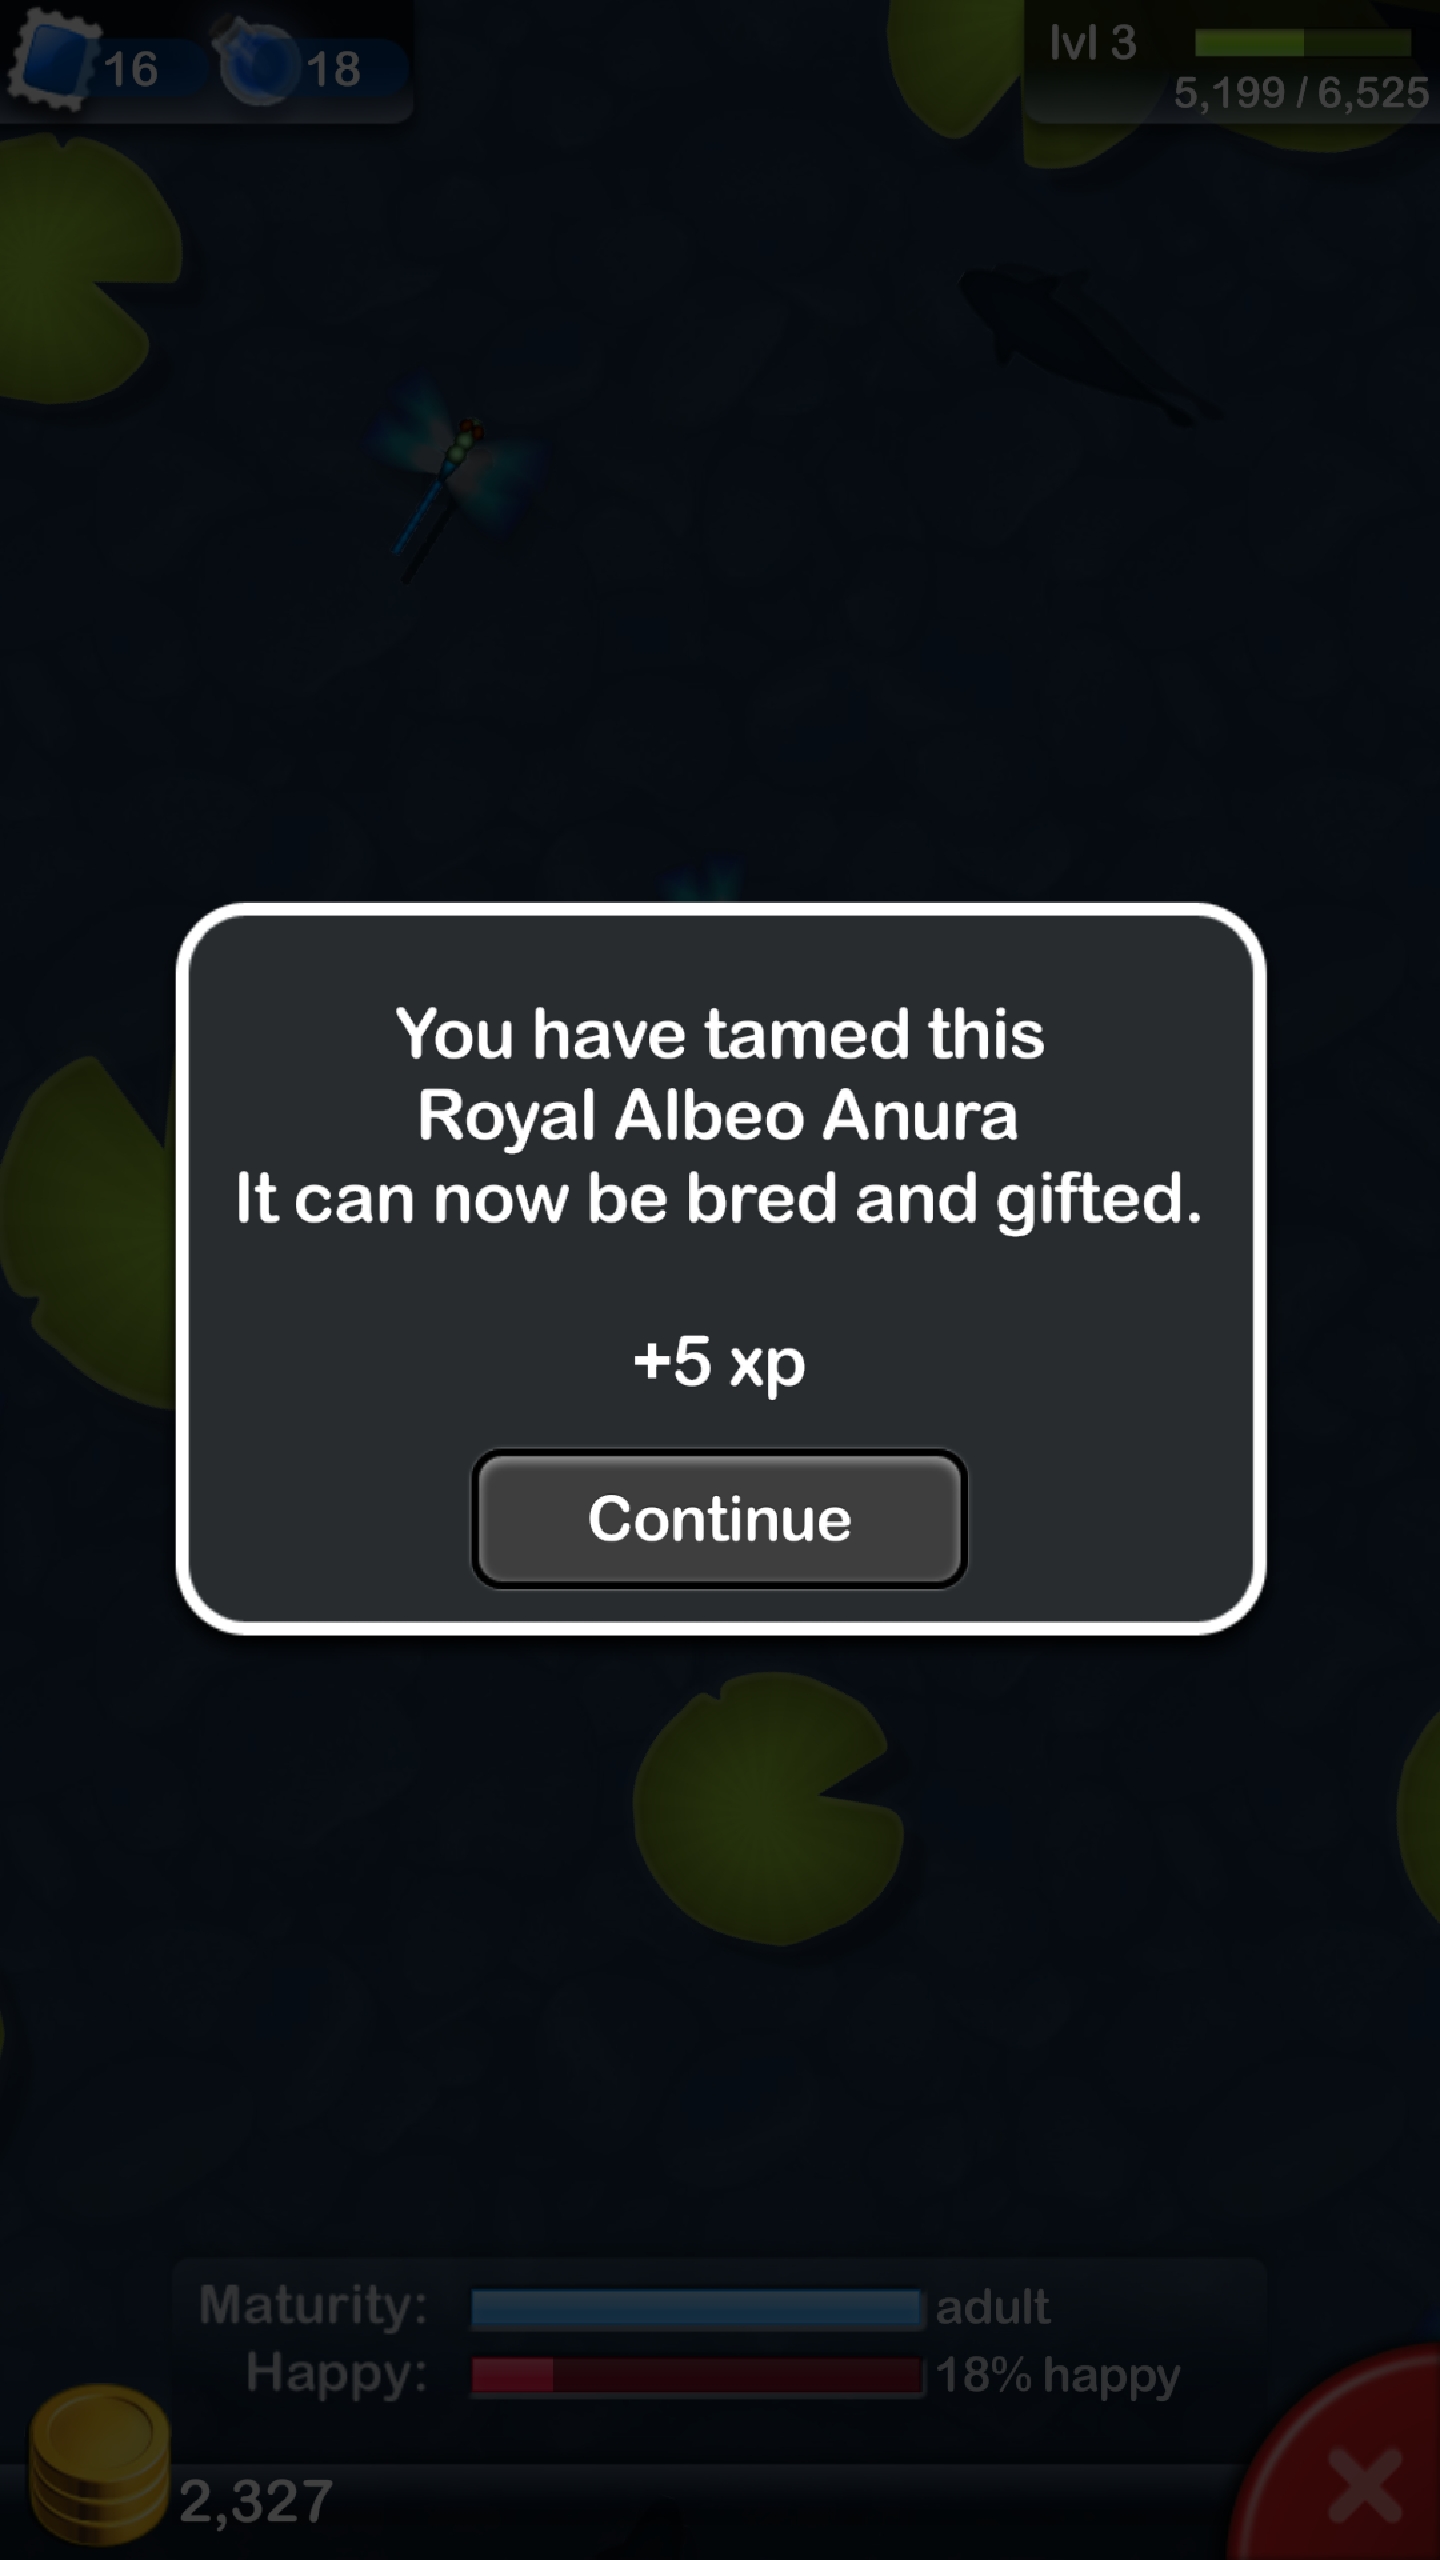 16
18
lvl 3
5,199 / 6,525
You have tamed this
Royal Albeo Anura
It can now be bred and gifted.
+5 xp
Continue
Maturity:
adult
Happy:
18% happy
2,327